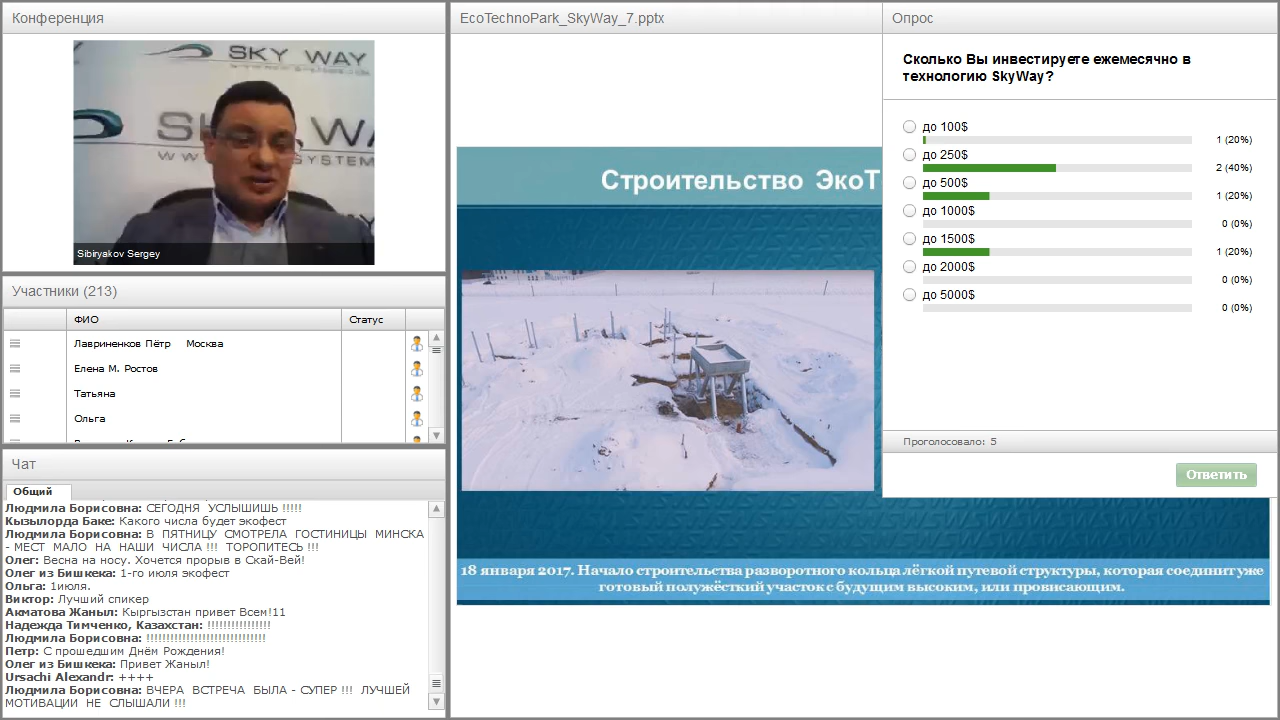 Конференция
SKY WAY
SKY WA
SYSTEM
Sibiryakov Sergey
Участники (213)
ФИО
Статус
Лавриненков Пётр Москва
Елена М. Ростов
Татьяна
Ольга
Чат
Общий
Людмила Борисовна: СЕГОДНЯ УСЛЫШИШЬ !!!!!
Кызылорда Баке: Какого числа будет экофест
Людмила Борисовна: В ПЯТНИЦУ СМОТРЕЛА ГОСТИНИЦЫ МИНСКА
- МЕСТ МАЛО НА НАШИ ЧИСЛА !!! ТОРОПИТЕСЬ !!!
Олег: Весна на носу. Хочется прорыв в Скай-Вей!
Олег из Бишкека: 1-го июля экофест
Ольга: 1июля.
Виктор: Лучший спикер
Акматова Жаныл: Кыргызстан привет Всем!11
Надежда Тимченко, Казахстан: !!!!!!!!!!!!!!!!
Людмила Борисовна: !!!!!!!!!!!!!!!!!!!!!!!!!!!!!!
Петр: С прошедшим Днём Рождения!
Олег из Бишкека: Привет Жаныл!
Ursachi Alexandr: ++++
Людмила Борисовна: ВЧЕРА ВСТРЕЧА БЫЛА - СУПЕР !!! ЛУЧШЕЙ
МОТИВАЦИИ НЕ СЛЫШАЛИ !!!
EcoTechnoPark_SkyWay_7.pptx
Строительство ЭкоТ
18 января 2017. Начало строительства разворотного кольца лёгкой путевой структуры, которая соединит уже
готовый полужёсткий участок с будущим высоким, или провисающим.
Опрос
Сколько Вы инвестируете ежемесячно в
технологию SkyWay?
до 100$
1 (20%)
до 250$
2 (40%)
до 500$
1 (20%)
до 1000$
0 (0%)
до 1500$
1 (20%)
до 2000$
0 (0%)
до 5000$
0 (0%)
Проголосовало: 5
Ответить